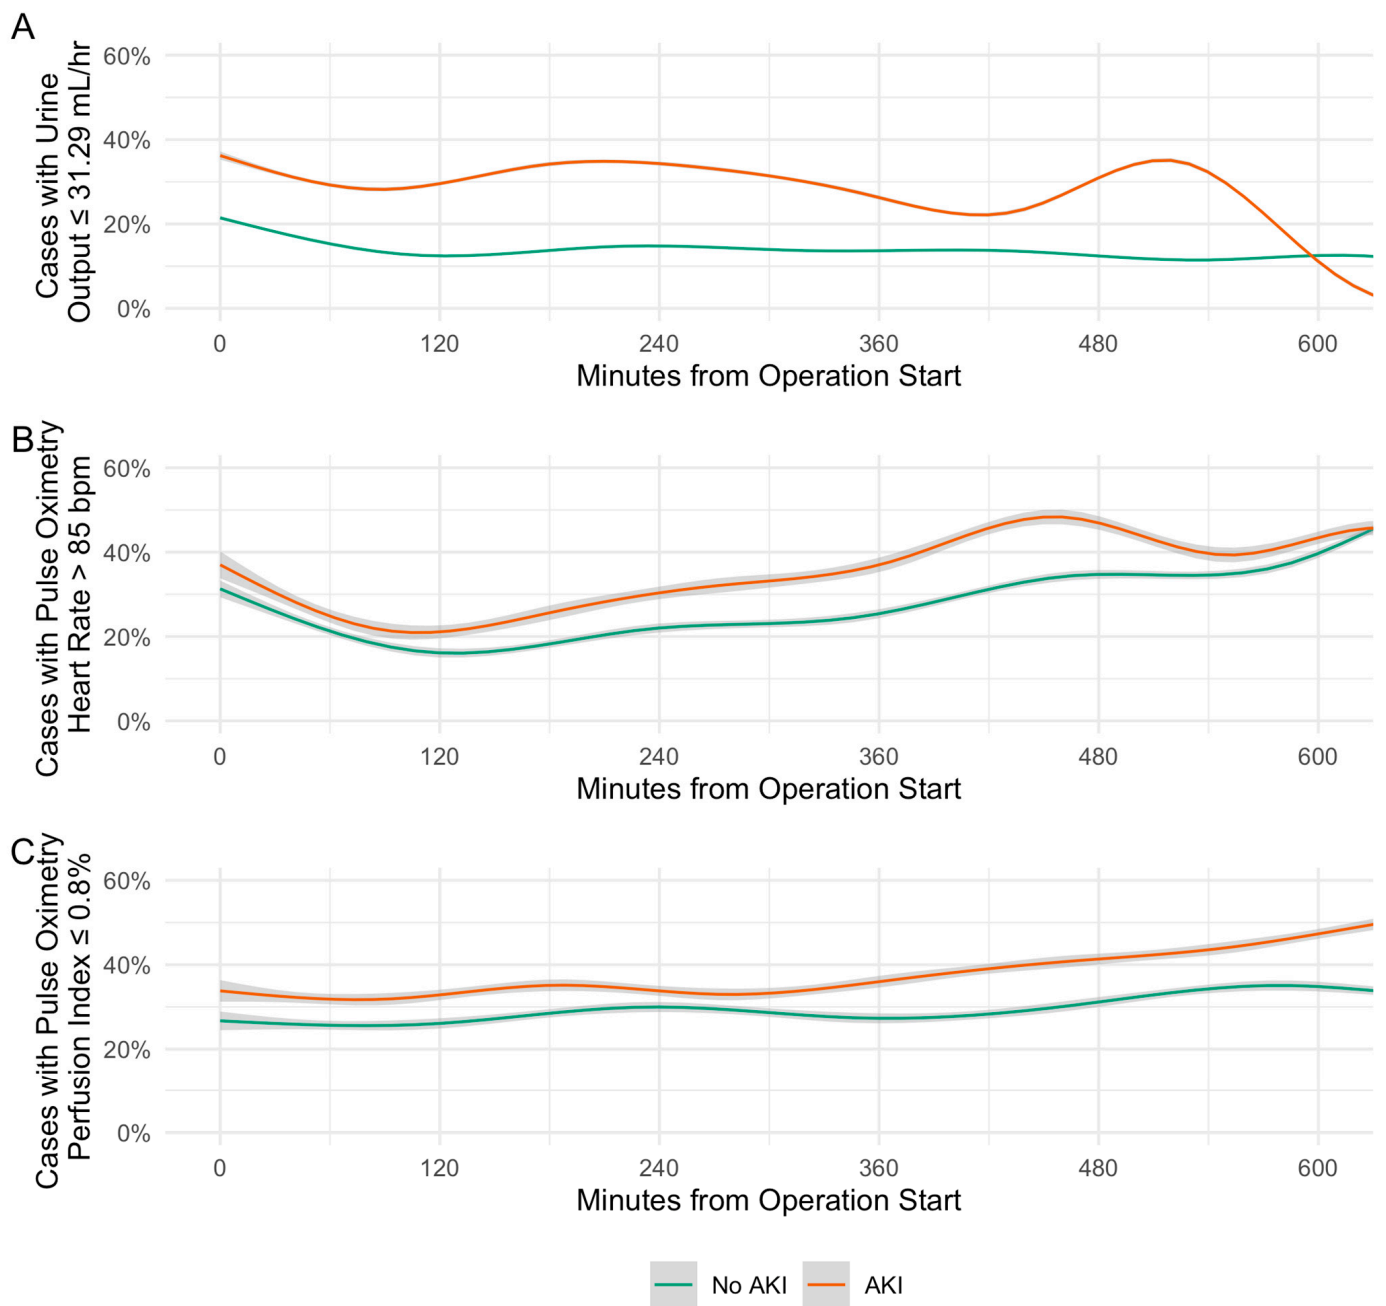 A
Cases with Urine
Output ≤ 31.29 mL/hr
60%
40%
20%
0%
0 120 240 360 480 600
Minutes from Operation Start
B
Cases with Pulse Oximetry
Heart Rate > 85 bpm
60%
40%
20%
0%
0 120 240 360 480 600
Minutes from Operation Start
C
Cases with Pulse Oximetry
Perfusion Index ≤ 0.8%
60%
40%
20%
0%
0 120 240 360 480 600
Minutes from Operation Start
No AKI AKI